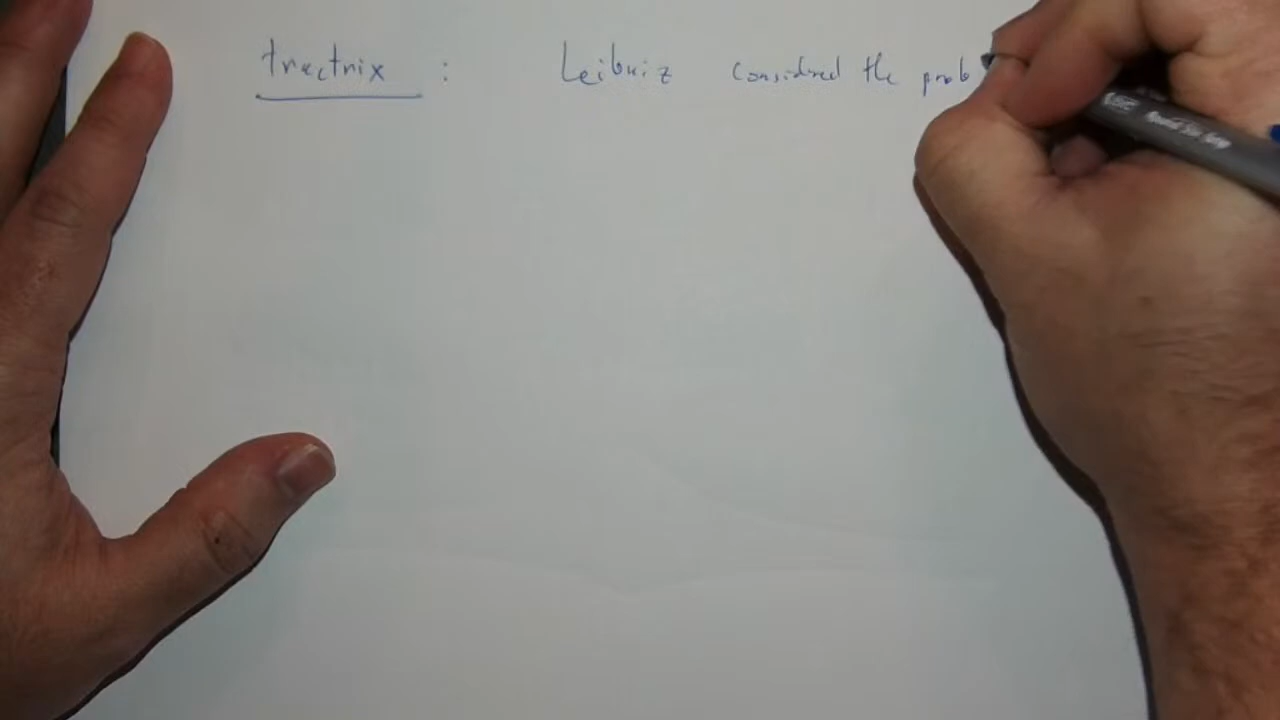 tractrix : Leibniz considered the prob